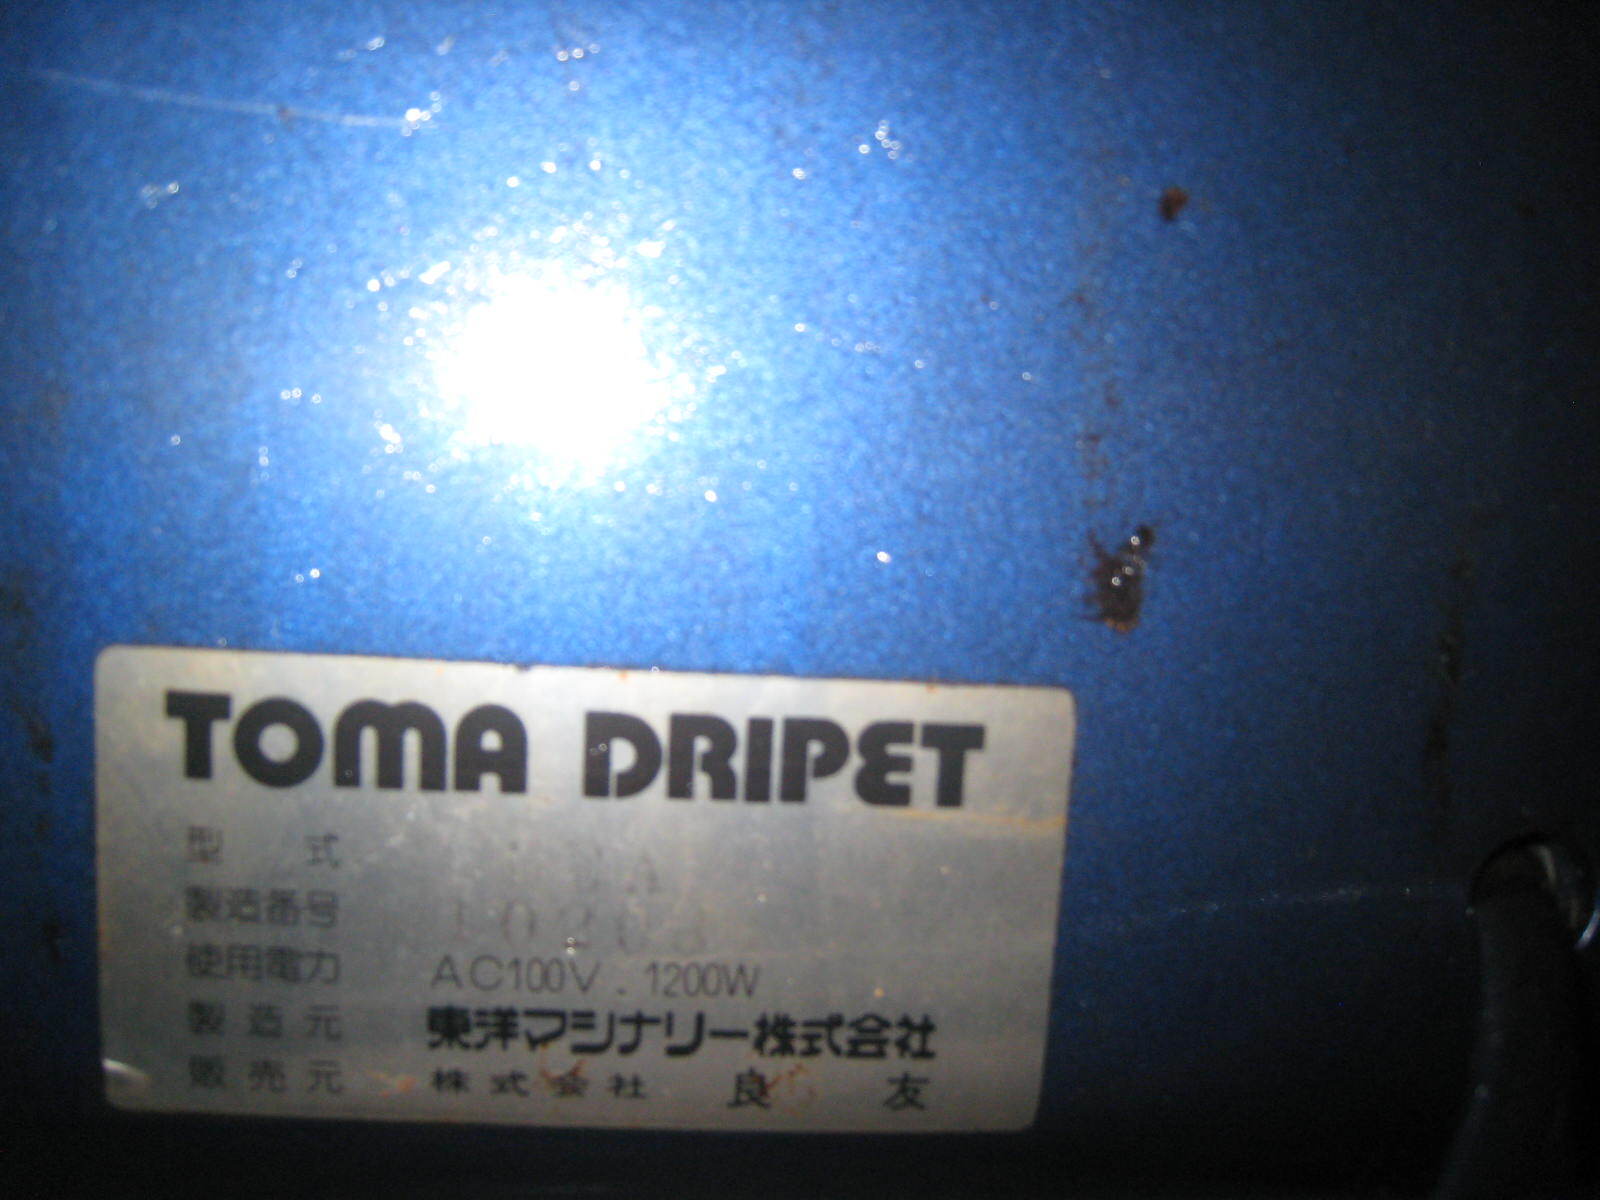 TOMA DRIPET
型式
製造番号
使用電力 AC100V. 1200W
製造元 東洋マシナリー株式会社
販売元 株式会社 良友